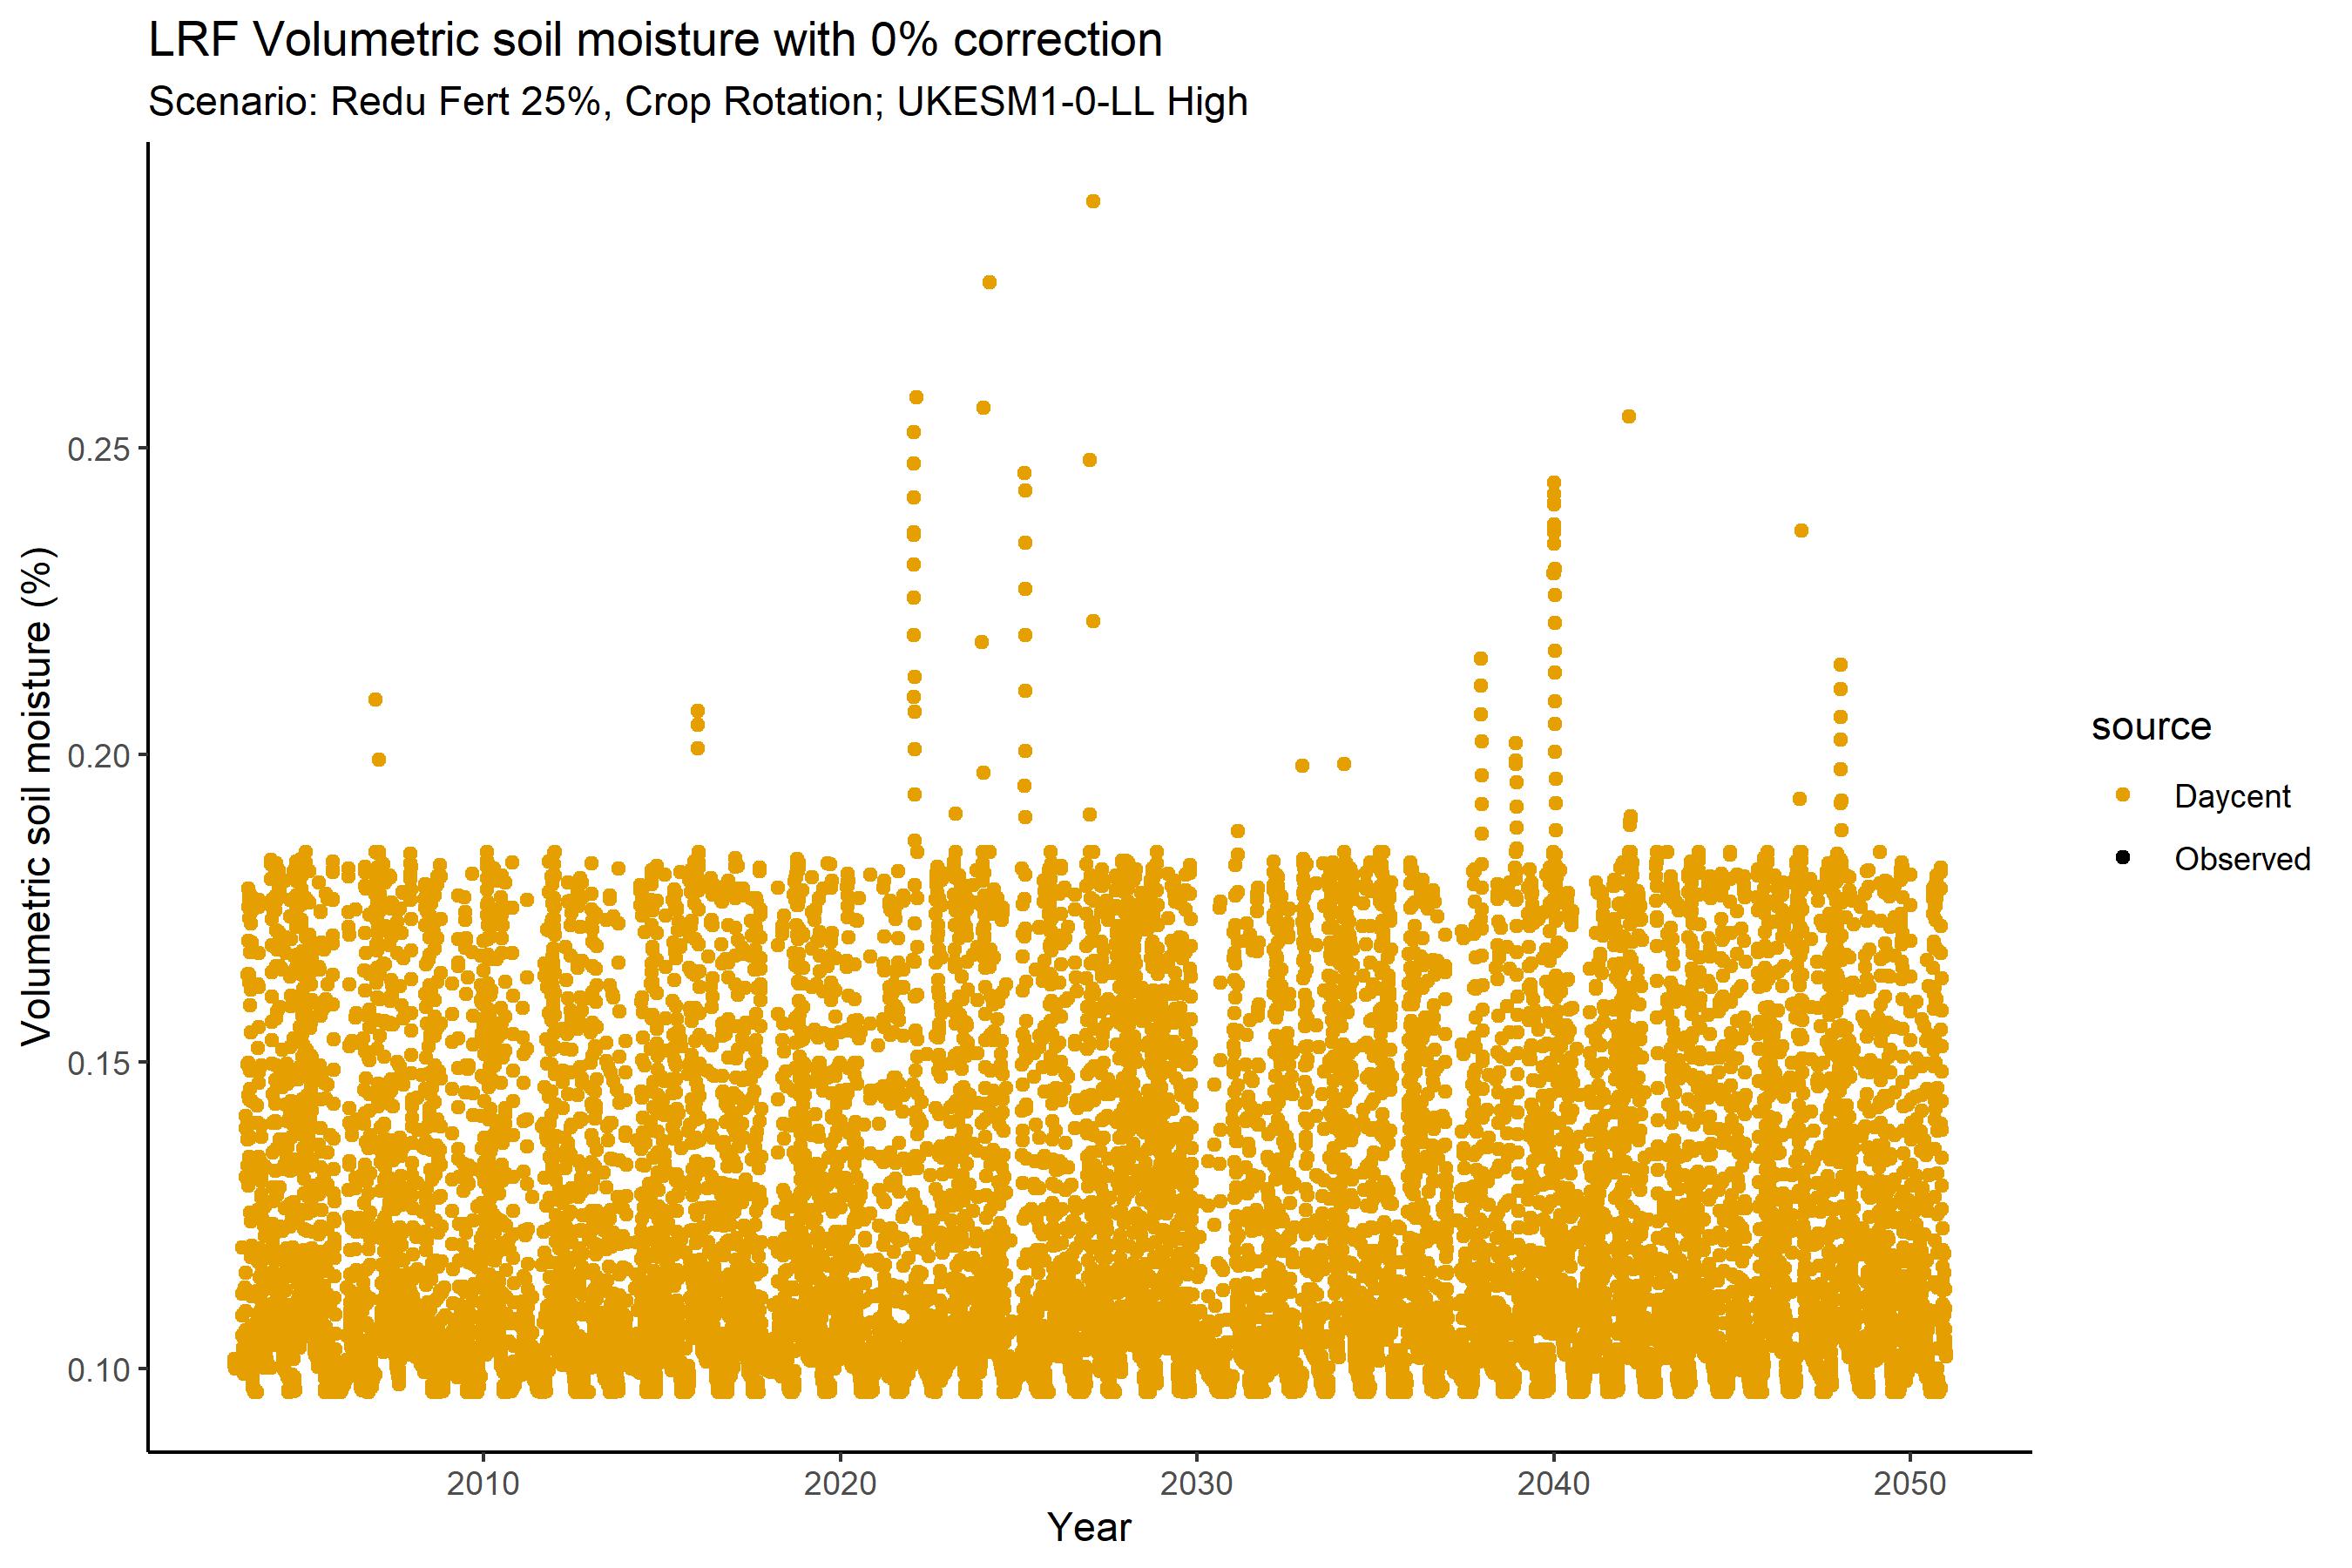 LRF Volumetric soil moisture with 0% correction
Scenario: Redu Fert 25%, Crop Rotation; UKESM1-0-LL High
Volumetric soil moisture (%)
0.25
0.20
0.15
0.10
2010 2020 2030 2040 2050
Year
source
Daycent
Observed